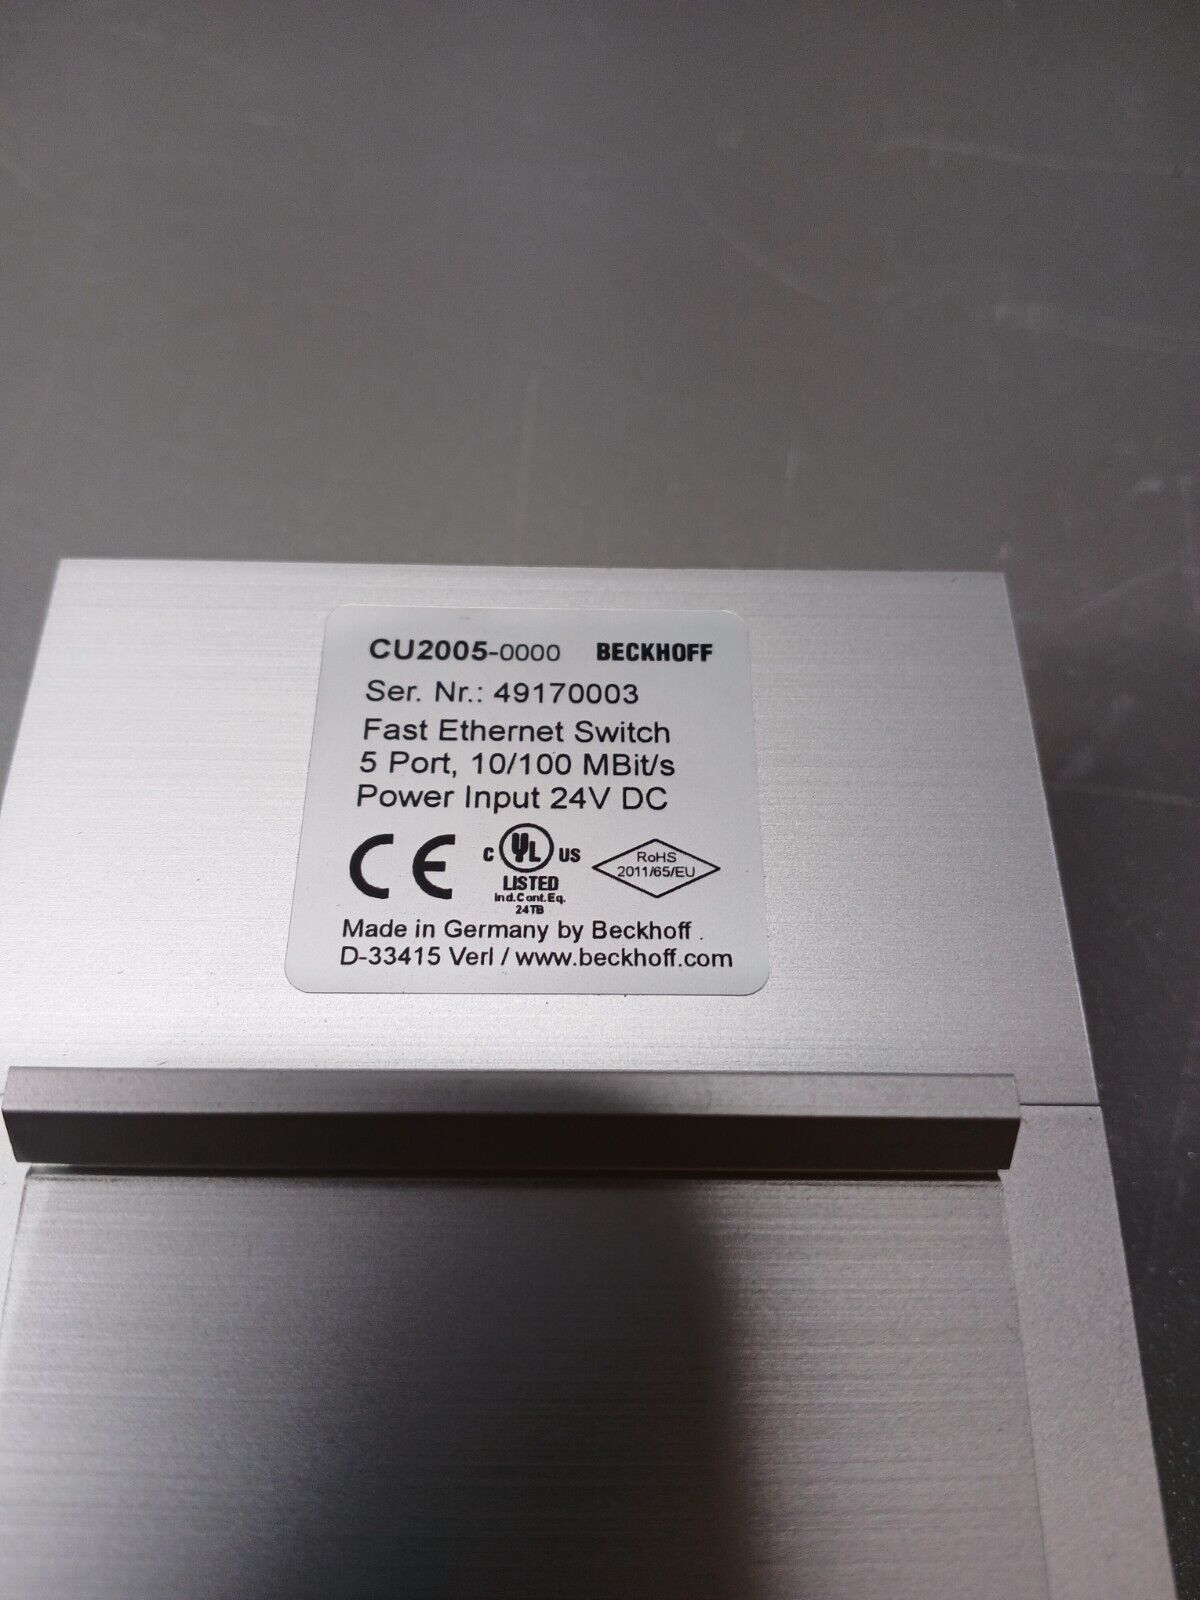 CU2005-0000 BECKHOFF
Ser. Nr.: 49170003
Fast Ethernet Switch
5 Port, 10/100 MBit/s
Power Input 24V DC
CE C UL US RoHS
2011/65/EU
LISTED
Ind.Cont.Eq.
24TB
Made in Germany by Beckhoff .
D-33415 Verl / www.beckhoff.com